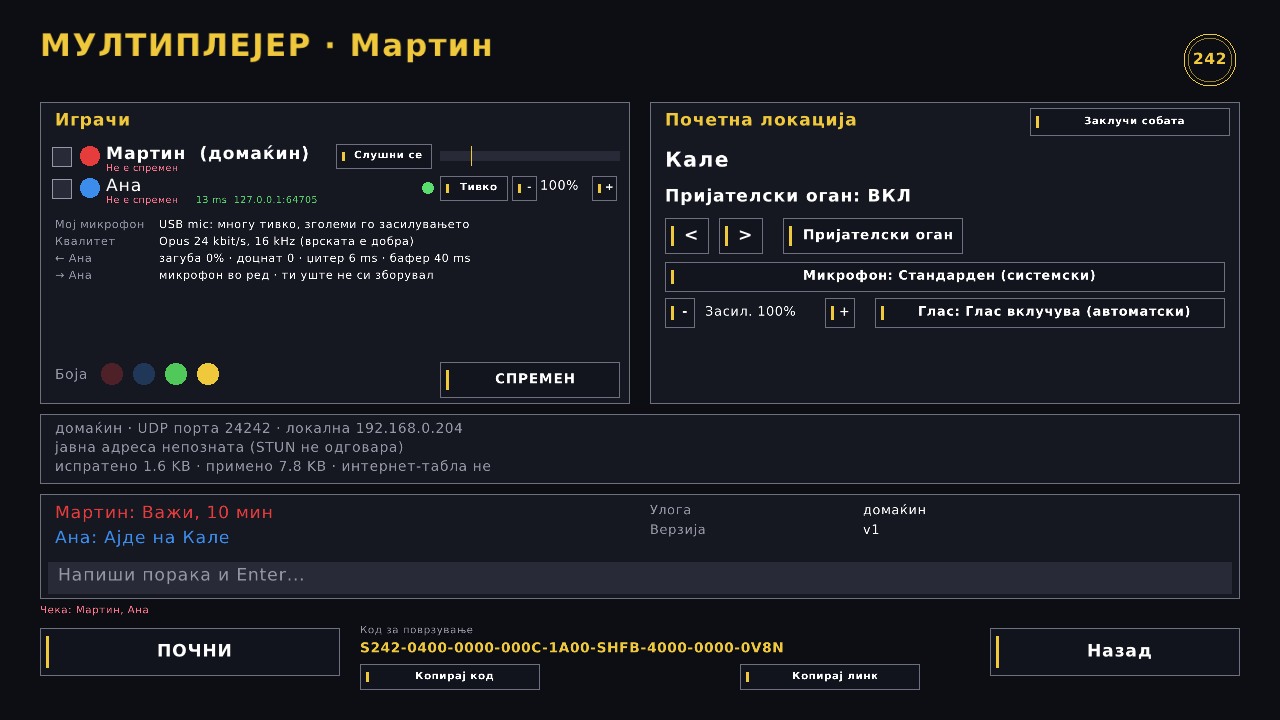 МУЛТИПЛЕЈЕР · Мартин
242
Играчи
Мартин (домаќин)
Слушни се
Не е спремен
Ана
Тивко
-
100%
+
Не е спремен 13 ms 127.0.0.1:64705
Мој микрофон USB mic: многу тивко, зголеми го засилувањето
Квалитет Opus 24 kbit/s, 16 kHz (врската е добра)
← Ана загуба 0% · доцнат 0 · џитер 6 ms · бафер 40 ms
→ Ана микрофон во ред · ти уште не си зборувал
Боја
СПРЕМЕН
Почетна локација
Заклучи собата
Кале
Пријателски оган: ВКЛ
<
>
Пријателски оган
Микрофон: Стандарден (системски)
-
Засил. 100%
+
Глас: Глас вклучува (автоматски)
домаќин · UDP порта 24242 · локална 192.168.0.204
јавна адреса непозната (STUN не одговара)
испратено 1.6 KB · примено 7.8 KB · интернет-табла не
Мартин: Важи, 10 мин
Ана: Ајде на Кале
Улога домаќин
Верзија v1
Напиши порака и Enter...
Чека: Мартин, Ана
ПОЧНИ
Код за поврзување
S242-0400-0000-000C-1A00-SHFB-4000-0000-0V8N
Копирај код
Копирај линк
Назад